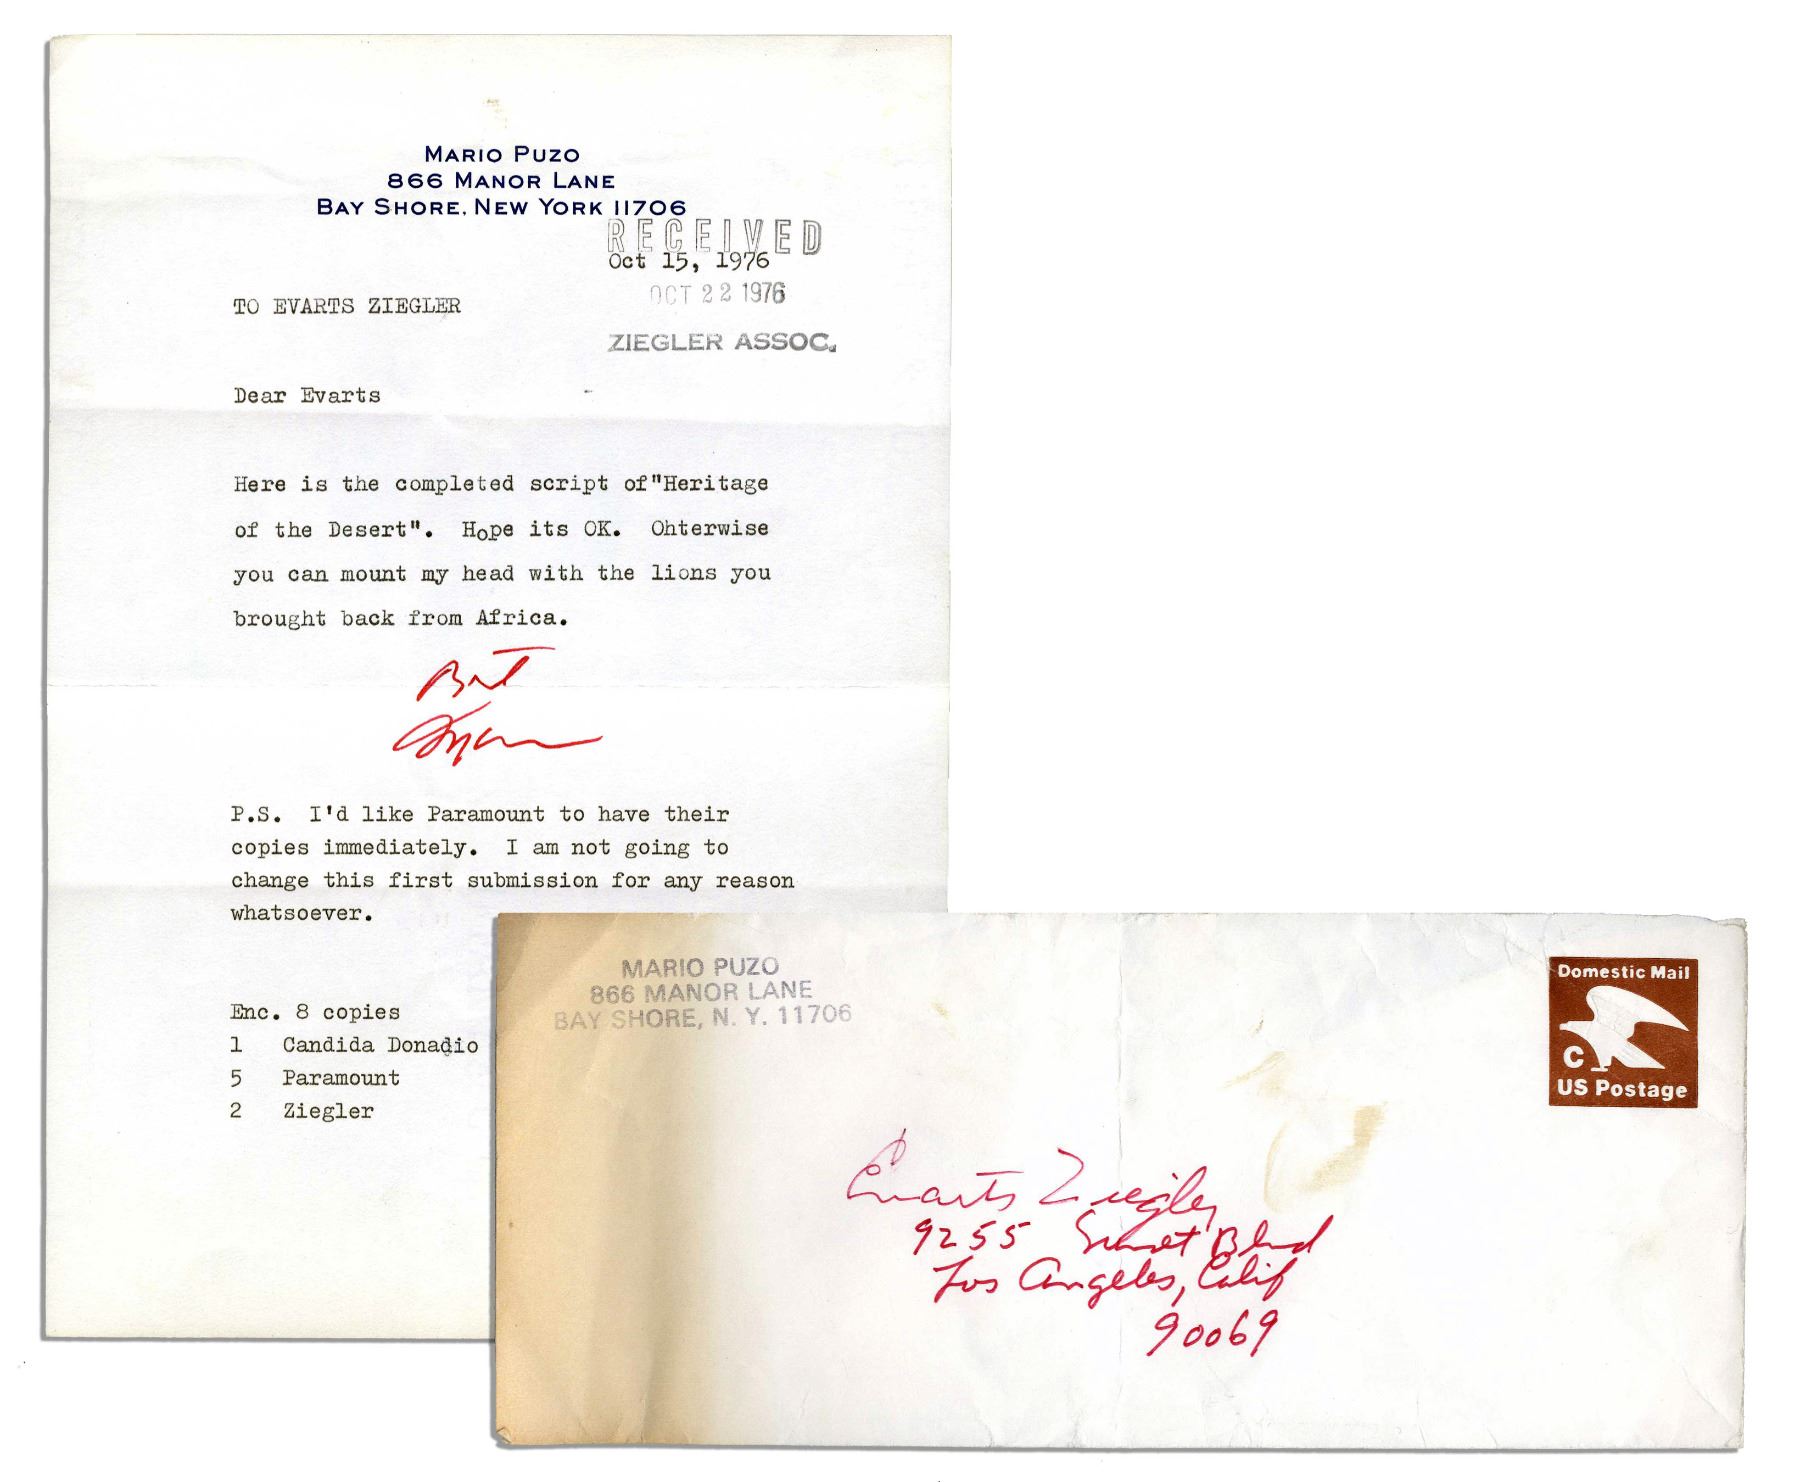 MARIO PUZO
866 MANOR LANE
BAY SHORE, NEW YORK 11706
RECEIVED
Oct 15, 1976
OCT 22 1976
TO EVARTS ZIEGLER
ZIEGLER ASSOC.
Dear Evarts
Here is the completed script of"Heritage
of the Desert". Hope its OK. Ohterwise
you can mount my head with the lions you
brought back from Africa.
P.S. I'd like Paramount to have their
copies immediately. I am not going to
change this first submission for any reason
whatsoever.
Enc. 8 copies
1 Candida Donadio
5 Paramount
2 Ziegler
MARIO PUZO
866 MANOR LANE
BAY SHORE, N. Y. 11706
Domestic Mail
C
US Postage
Evarts Ziegler
9255 Sunset Blvd
Los Angeles, Calif
90069